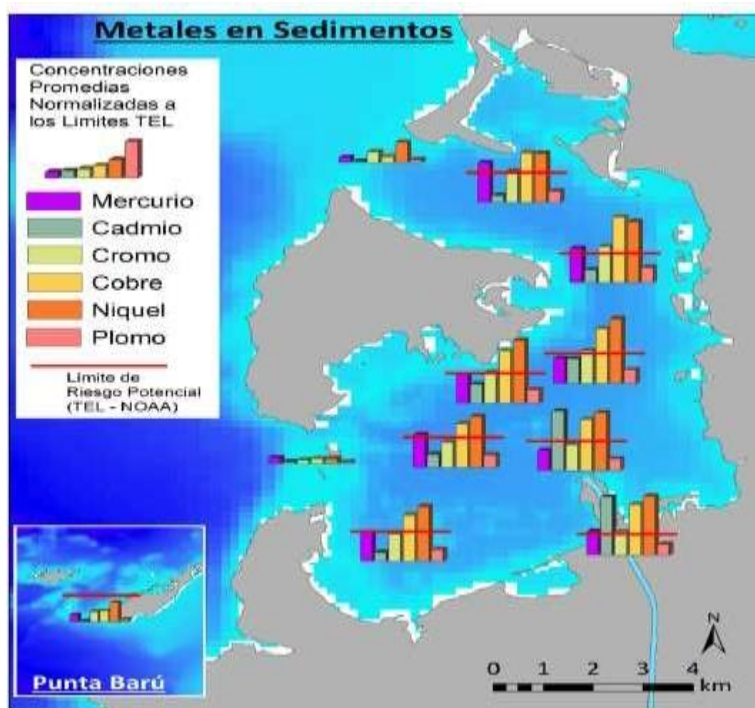 Metales en Sedimentos
Concentraciones
Promedias
Normalizadas a
los Limites TEL
Mercurio
Cadmio
Cromo
Cobre
Niquel
Plomo
Límite de
Riesgo Potencial
(TEL - NOAA)
Punta Barú
N
0 1 2 3 4
km